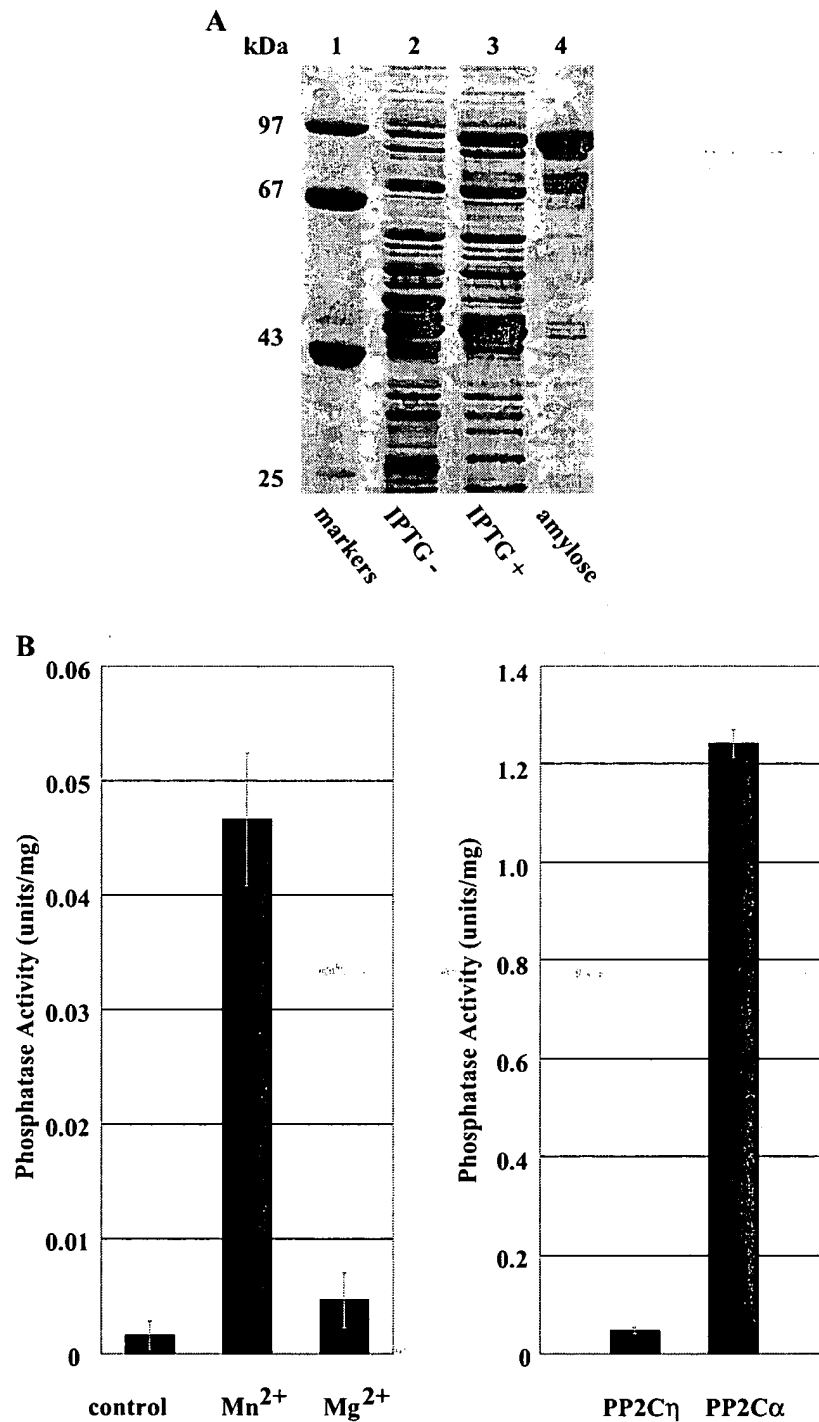 A
kDa 1 2 3 4
97
67
43
25
markers IPTG - IPTG + amylose
B
0.06
0.05
0.04
0.03
0.02
0.01
0
Phosphatase Activity (units/mg)
control Mn²⁺ Mg²⁺
1.4
1.2
1.0
0.8
0.6
0.4
0.2
0
Phosphatase Activity (units/mg)
PP2Cη PP2Cα